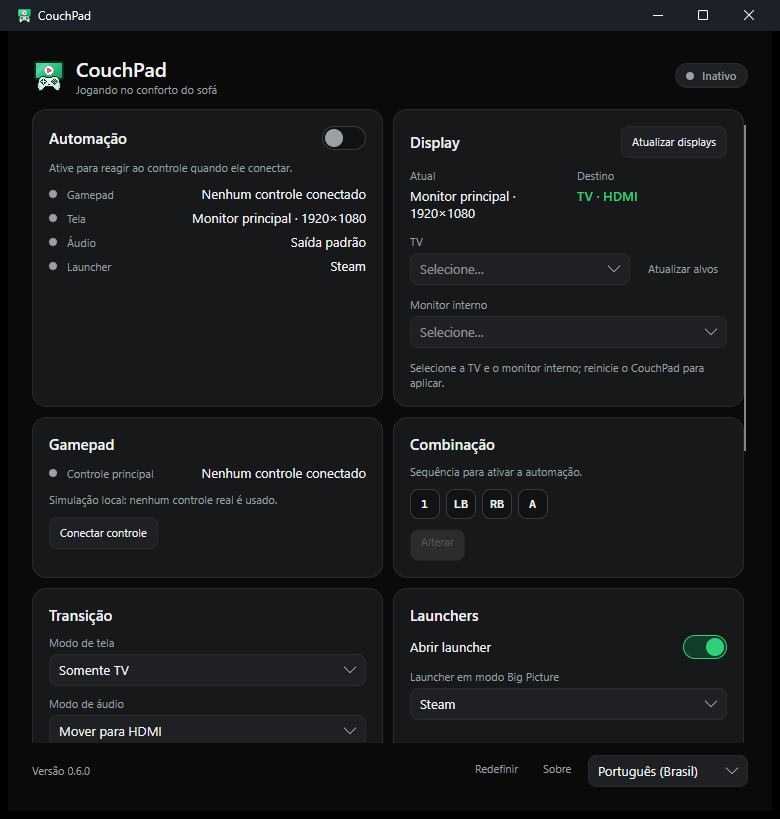 CouchPad
CouchPad
Jogando no conforto do sofá
Inativo
Automação
Ative para reagir ao controle quando ele conectar.
Gamepad Nenhum controle conectado
Tela Monitor principal · 1920×1080
Áudio Saída padrão
Launcher Steam
Display
Atualizar displays
Atual
Monitor principal ·
1920×1080
Destino
TV · HDMI
TV
Selecione...
Atualizar alvos
Monitor interno
Selecione...
Selecione a TV e o monitor interno; reinicie o CouchPad para
aplicar.
Gamepad
Controle principal Nenhum controle conectado
Simulação local: nenhum controle real é usado.
Conectar controle
Combinação
Sequência para ativar a automação.
1 LB RB A
Alterar
Transição
Modo de tela
Somente TV
Modo de áudio
Mover para HDMI
Launchers
Abrir launcher
Launcher em modo Big Picture
Steam
Versão 0.6.0
Redefinir
Sobre
Português (Brasil)